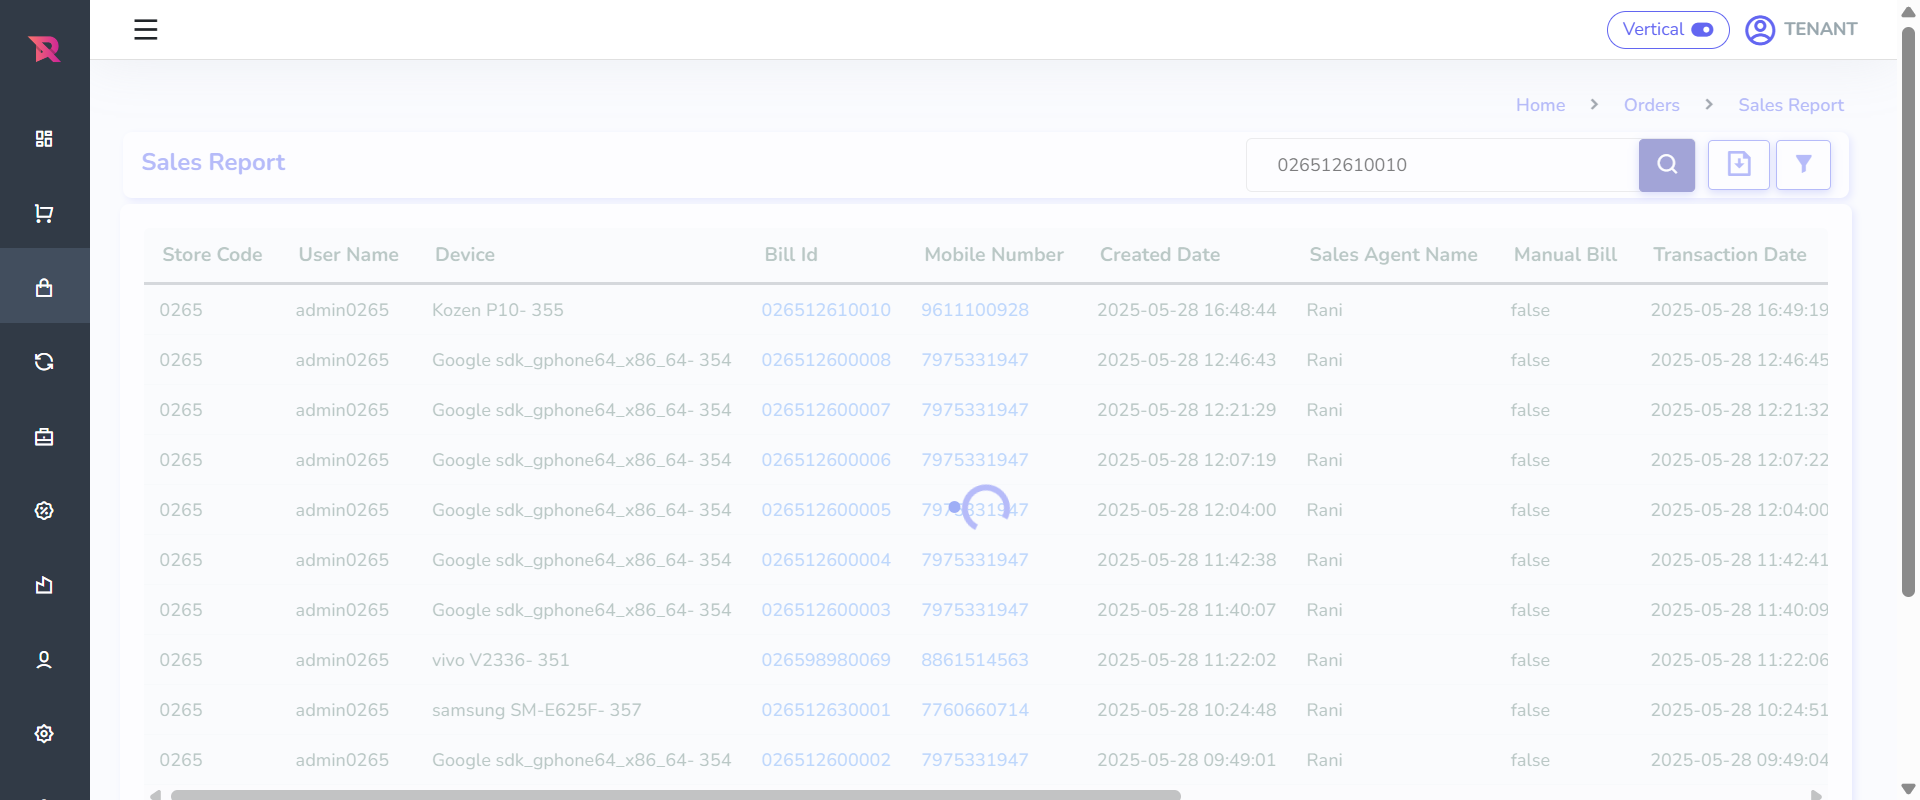 Vertical TENANT
Home > Orders > Sales Report
Sales Report 026512610010
Store Code User Name Device Bill Id Mobile Number Created Date Sales Agent Name Manual Bill Transaction Date
0265 admin0265 Kozen P10- 355 026512610010 9611100928 2025-05-28 16:48:44 Rani false 2025-05-28 16:49:19
0265 admin0265 Google sdk_gphone64_x86_64- 354 026512600008 7975331947 2025-05-28 12:46:43 Rani false 2025-05-28 12:46:45
0265 admin0265 Google sdk_gphone64_x86_64- 354 026512600007 7975331947 2025-05-28 12:21:29 Rani false 2025-05-28 12:21:32
0265 admin0265 Google sdk_gphone64_x86_64- 354 026512600006 7975331947 2025-05-28 12:07:19 Rani false 2025-05-28 12:07:22
0265 admin0265 Google sdk_gphone64_x86_64- 354 026512600005 7975331947 2025-05-28 12:04:00 Rani false 2025-05-28 12:04:00
0265 admin0265 Google sdk_gphone64_x86_64- 354 026512600004 7975331947 2025-05-28 11:42:38 Rani false 2025-05-28 11:42:41
0265 admin0265 Google sdk_gphone64_x86_64- 354 026512600003 7975331947 2025-05-28 11:40:07 Rani false 2025-05-28 11:40:09
0265 admin0265 vivo V2336- 351 026598980069 8861514563 2025-05-28 11:22:02 Rani false 2025-05-28 11:22:06
0265 admin0265 samsung SM-E625F- 357 026512630001 7760660714 2025-05-28 10:24:48 Rani false 2025-05-28 10:24:51
0265 admin0265 Google sdk_gphone64_x86_64- 354 026512600002 7975331947 2025-05-28 09:49:01 Rani false 2025-05-28 09:49:04